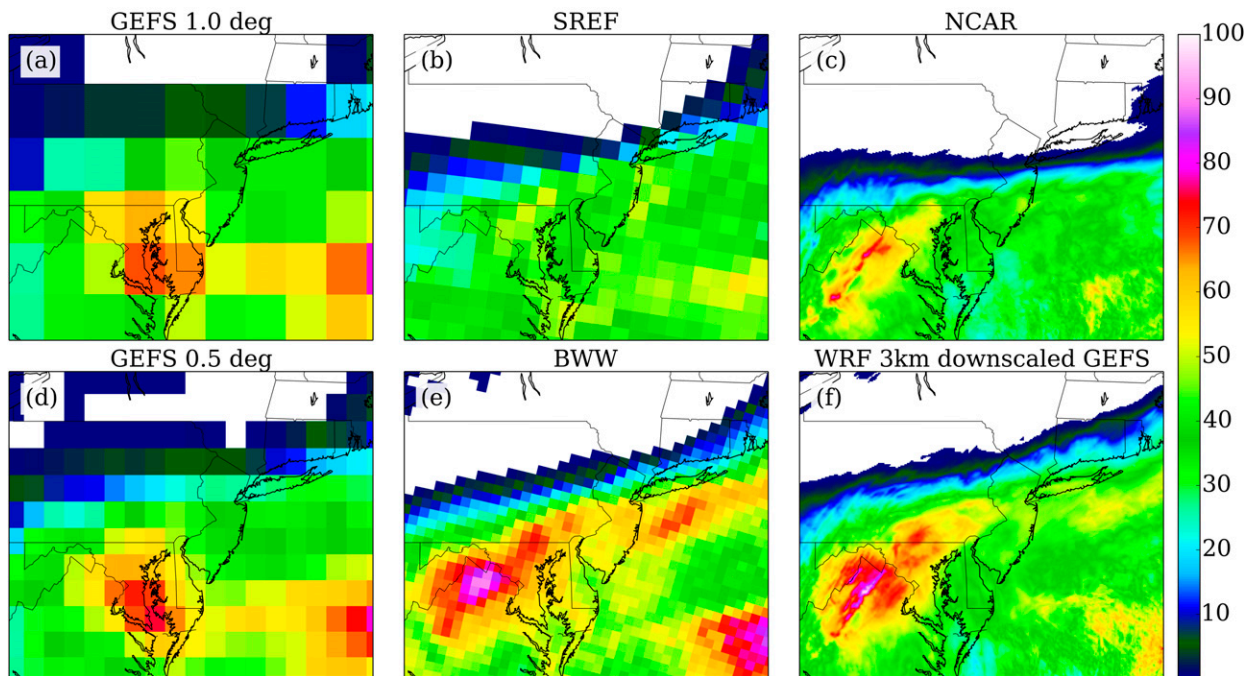 GEFS 1.0 deg
SREF
NCAR
(a)
(b)
(c)
GEFS 0.5 deg
BWW
WRF 3km downscaled GEFS
(d)
(e)
(f)
100
90
80
70
60
50
40
30
20
10